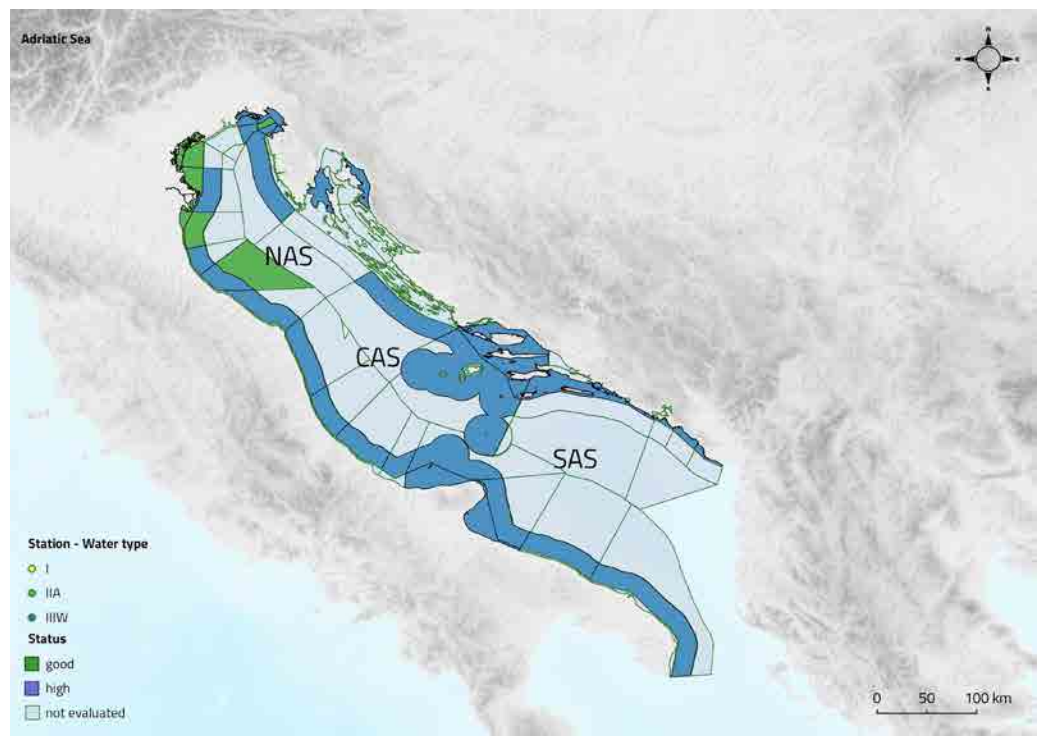 Adriatic Sea
NAS
CAS
SAS
Station - Water type
I
IIA
IIIW
Status
good
high
not evaluated
0 50 100 km